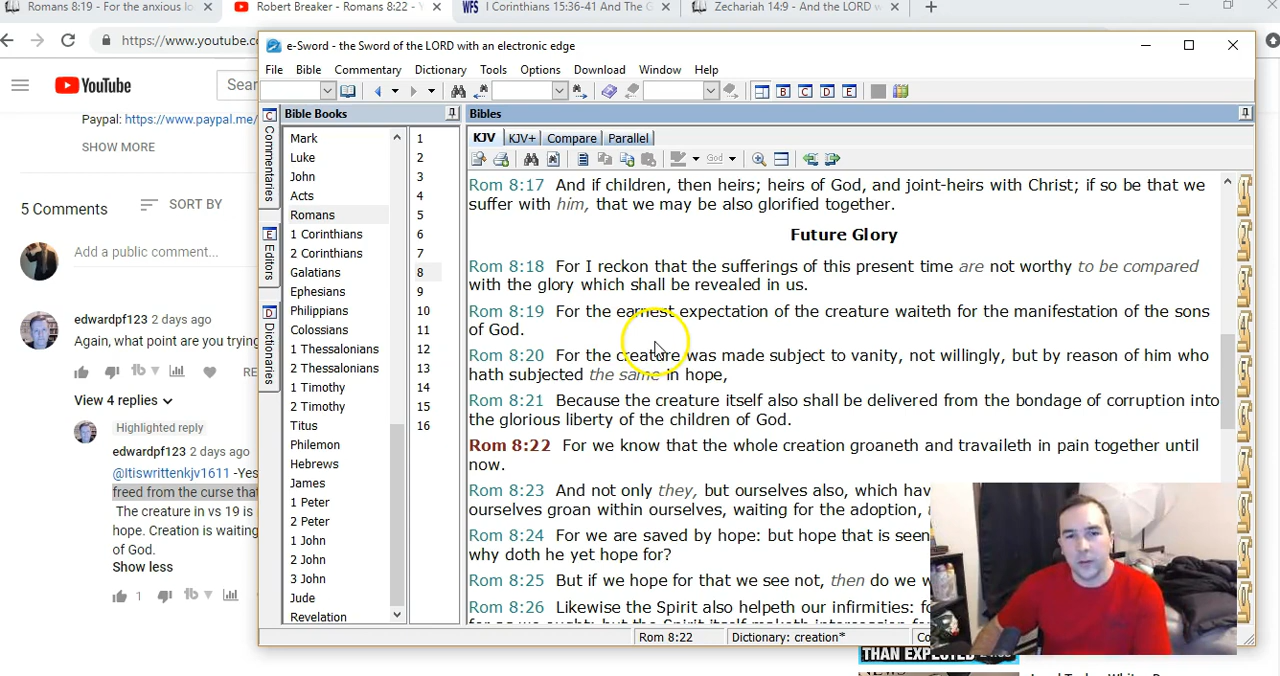 Romans 8:19 - For the anxious lo
Robert Breaker - Romans 8:22 - Y
I Corinthians 15:36-41 And The G
Zechariah 14:9 - And the LORD w
https://www.youtube.c
YouTube
Sear
Paypal: https://www.paypal.me/
SHOW MORE
5 Comments
SORT BY
Add a public comment...
edwardpf123 2 days ago
Again, what point are you trying
RE
View 4 replies
Highlighted reply
edwardpf123 2 days ago
@Itiswrittenkjv1611 -Yes
freed from the curse that
The creature in vs 19 is
hope. Creation is waiting
of God.
Show less
1
e-Sword - the Sword of the LORD with an electronic edge
File Bible Commentary Dictionary Tools Options Download Window Help
B C D E
Commentaries
Editors
Dictionaries
Bible Books
Mark
Luke
John
Acts
Romans
1 Corinthians
2 Corinthians
Galatians
Ephesians
Philippians
Colossians
1 Thessalonians
2 Thessalonians
1 Timothy
2 Timothy
Titus
Philemon
Hebrews
James
1 Peter
2 Peter
1 John
2 John
3 John
Jude
Revelation
1
2
3
4
5
6
7
8
9
10
11
12
13
14
15
16
Bibles
KJV KJV+ Compare Parallel
God
Rom 8:17 And if children, then heirs; heirs of God, and joint-heirs with Christ; if so be that we
suffer with him, that we may be also glorified together.
Future Glory
Rom 8:18 For I reckon that the sufferings of this present time are not worthy to be compared
with the glory which shall be revealed in us.
Rom 8:19 For the earnest expectation of the creature waiteth for the manifestation of the sons
of God.
Rom 8:20 For the creature was made subject to vanity, not willingly, but by reason of him who
hath subjected the same in hope,
Rom 8:21 Because the creature itself also shall be delivered from the bondage of corruption into
the glorious liberty of the children of God.
Rom 8:22 For we know that the whole creation groaneth and travaileth in pain together until
now.
Rom 8:23 And not only they, but ourselves also, which hav
ourselves groan within ourselves, waiting for the adoption,
Rom 8:24 For we are saved by hope: but hope that is seen
why doth he yet hope for?
Rom 8:25 But if we hope for that we see not, then do we w
Rom 8:26 Likewise the Spirit also helpeth our infirmities: f
Rom 8:22
Dictionary: creation*
Co
THAN EXPECTED